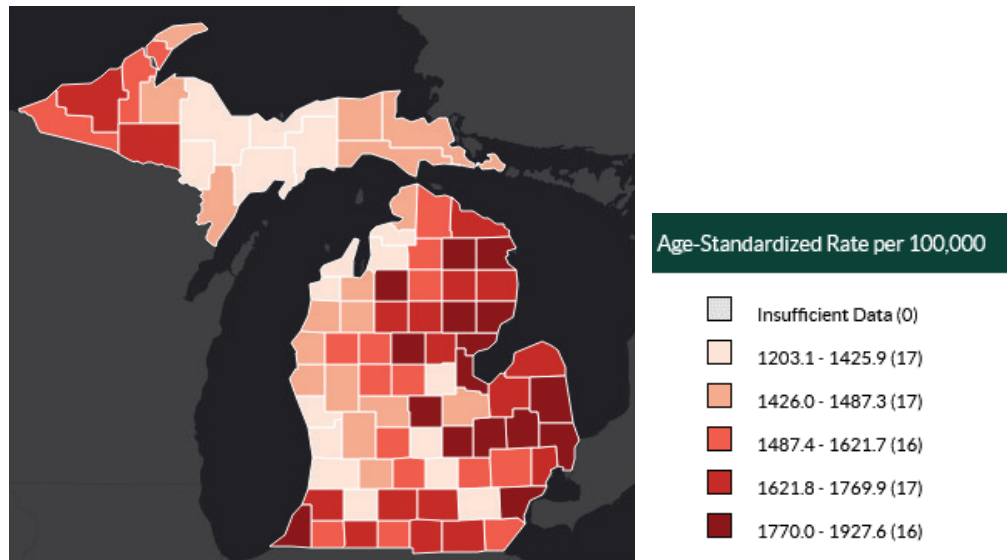 Age-Standardized Rate per 100,000
Insufficient Data (0)
1203.1 - 1425.9 (17)
1426.0 - 1487.3 (17)
1487.4 - 1621.7 (16)
1621.8 - 1769.9 (17)
1770.0 - 1927.6 (16)